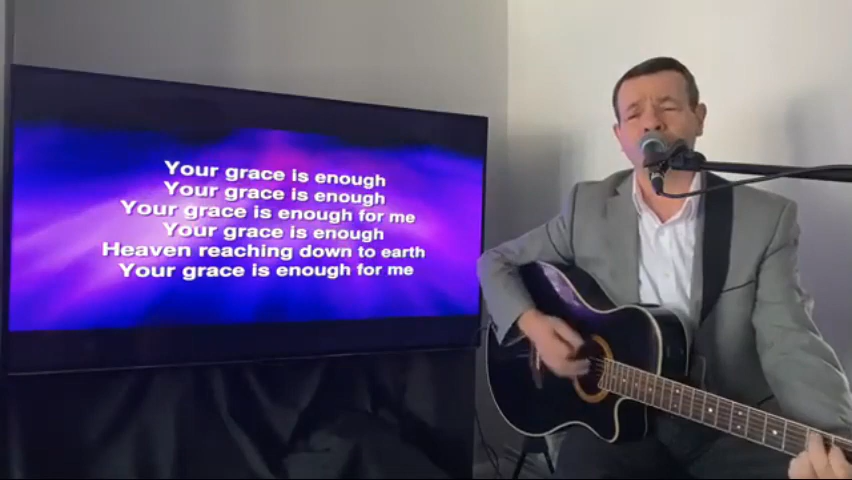 Your grace is enough
Your grace is enough
Your grace is enough for me
Your grace is enough
Heaven reaching down to earth
Your grace is enough for me